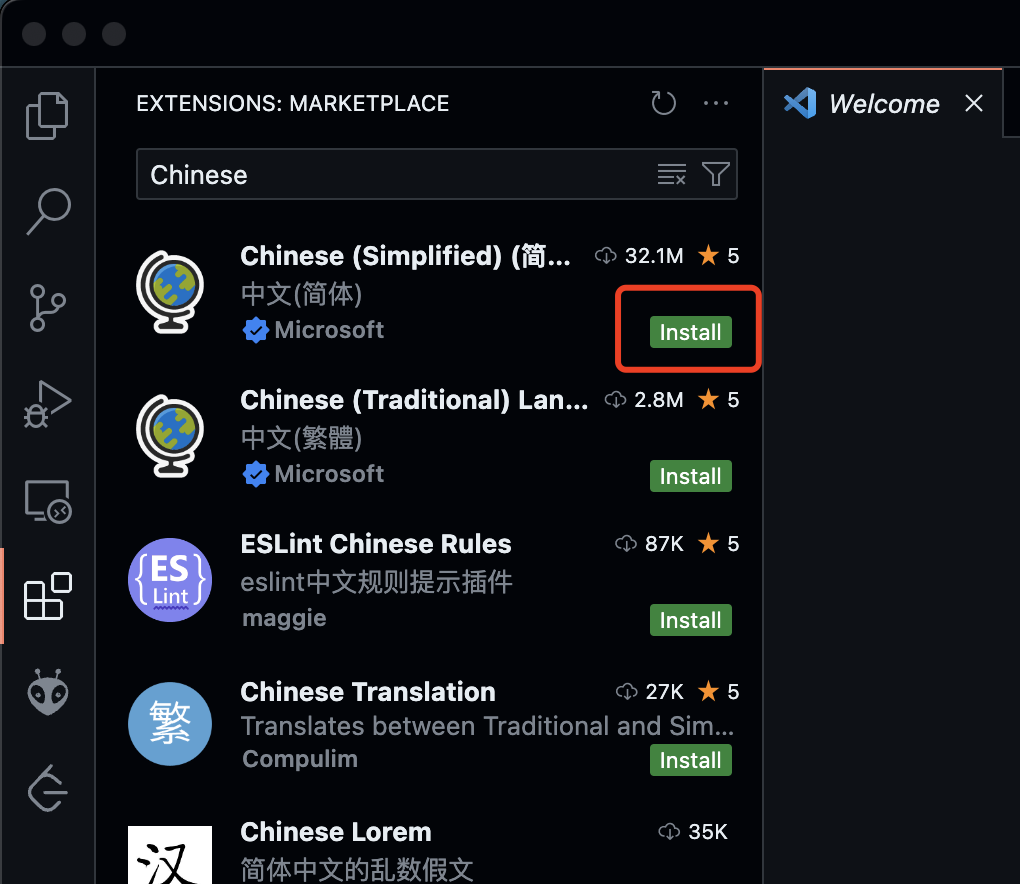 EXTENSIONS: MARKETPLACE
Welcome
Chinese
Chinese (Simplified) (简... 32.1M 5
中文(简体)
Microsoft
Install
Chinese (Traditional) Lan... 2.8M 5
中文(繁體)
Microsoft
Install
ES
Lint
ESLint Chinese Rules 87K 5
eslint中文规则提示插件
maggie
Install
繁
Chinese Translation 27K 5
Translates between Traditional and Sim...
Compulim
Install
汉
Chinese Lorem 35K
简体中文的乱数假文